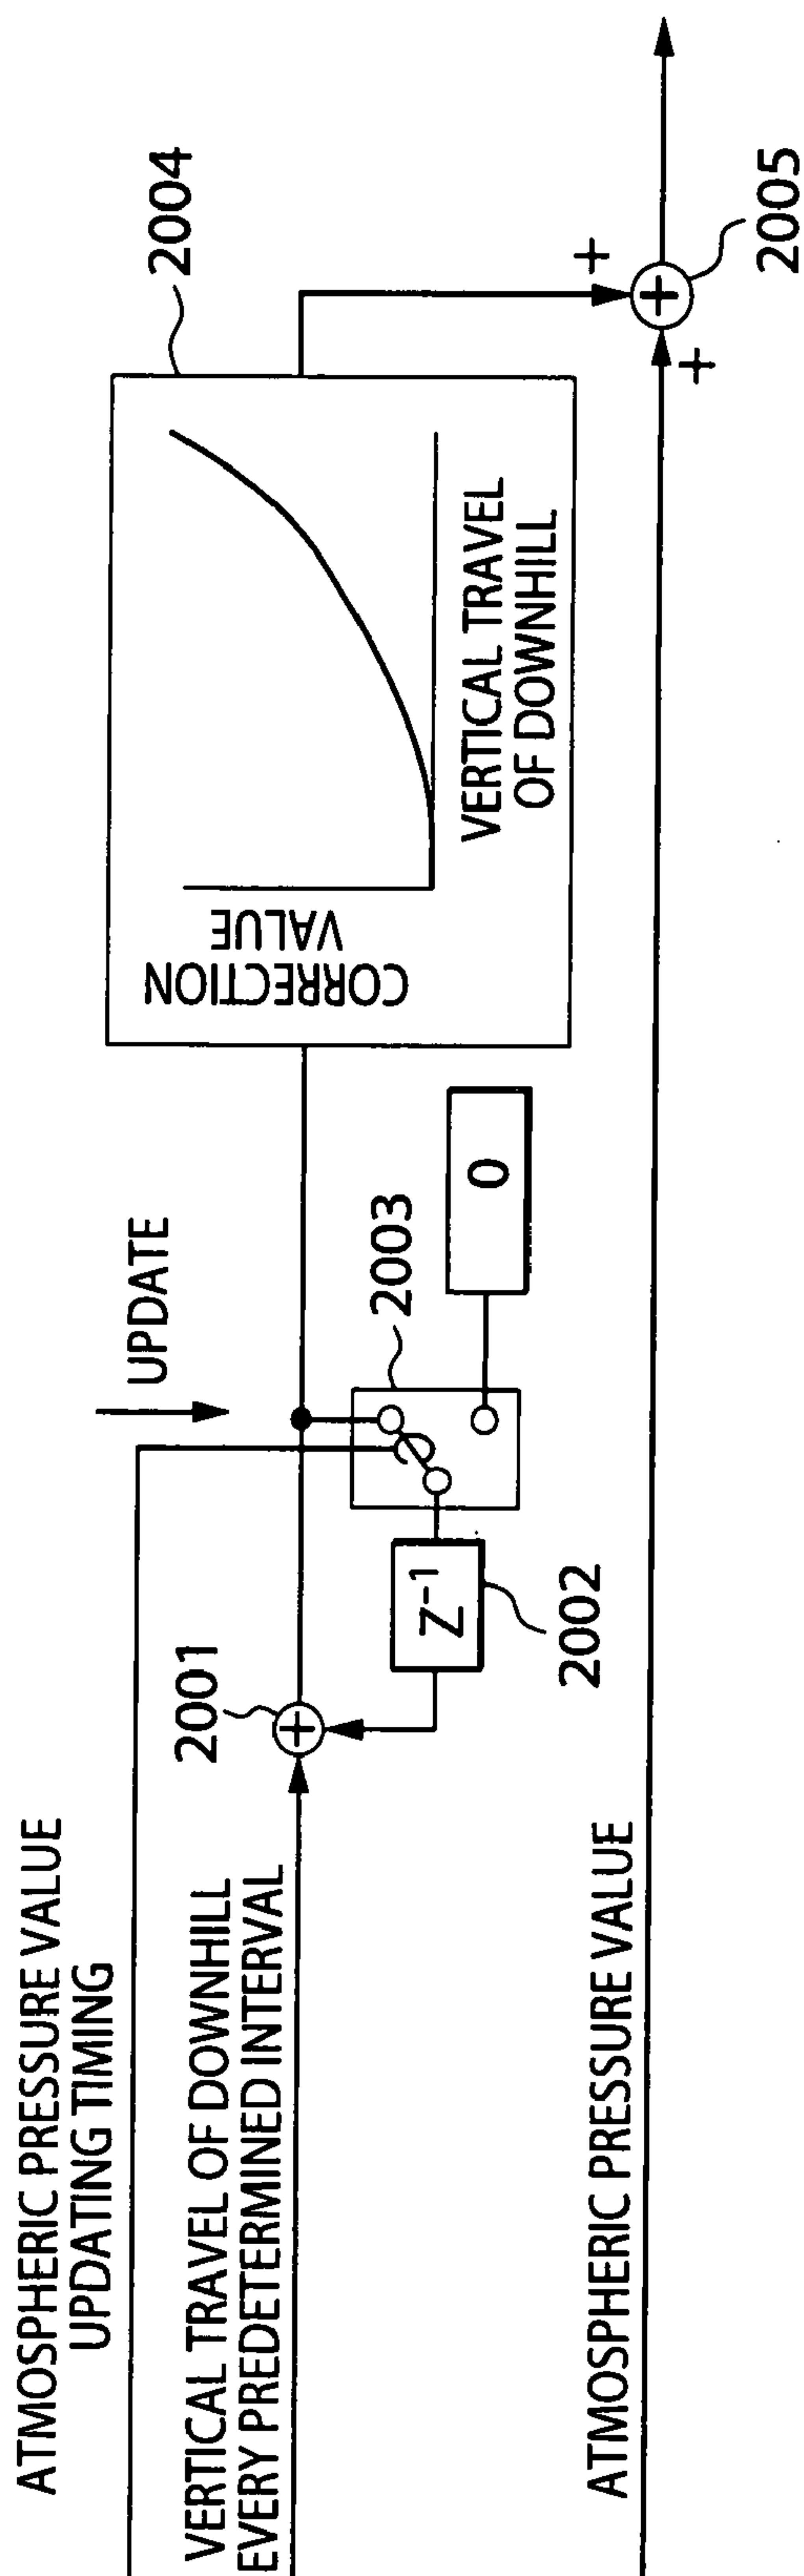 ATMOSPHERIC PRESSURE VALUE
UPDATING TIMING
VERTICAL TRAVEL OF DOWNHILL
EVERY PREDETERMINED INTERVAL
2001
+
Z⁻¹
2002
UPDATE
2003
0
CORRECTION
VALUE
VERTICAL TRAVEL
OF DOWNHILL
2004
ATMOSPHERIC PRESSURE VALUE
+
+
+
2005